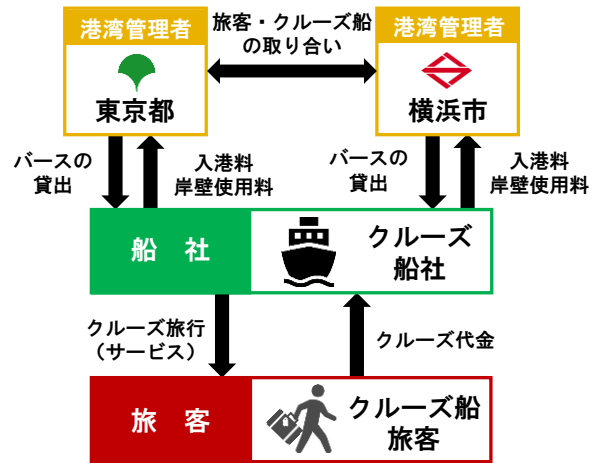 港湾管理者
東京都
旅客・クルーズ船
の取り合い
港湾管理者
横浜市
バースの
貸出
入港料
岸壁使用料
バースの
貸出
入港料
岸壁使用料
船 社
クルーズ
船社
クルーズ旅行
（サービス）
クルーズ代金
旅 客
クルーズ船
旅客